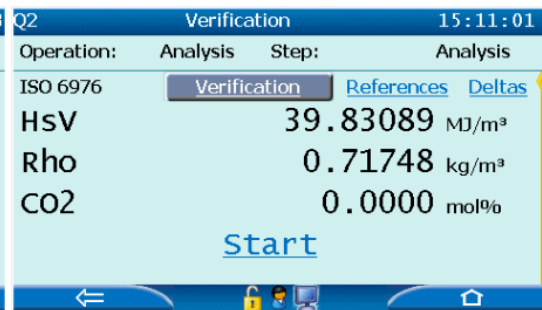 Q2 Verification 15:11:01
Operation: Analysis Step: Analysis
ISO 6976 Verification References Deltas
HsV 39.83089 MJ/m³
Rho 0.71748 kg/m³
CO2 0.0000 mol%
Start